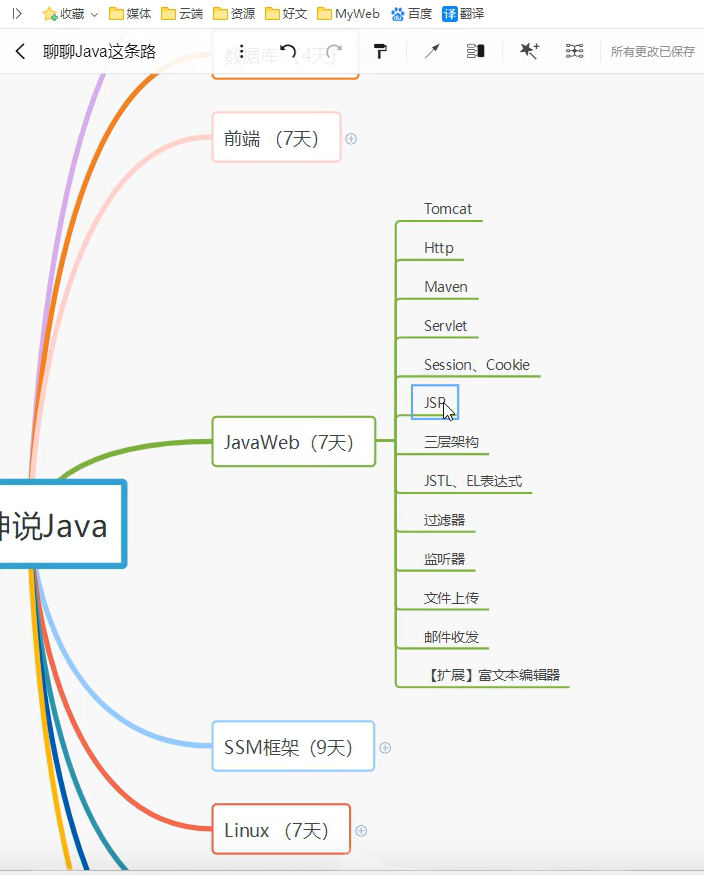 收藏 媒体 云端 资源 好文 MyWeb 百度 译 翻译
聊聊Java这条路 所有更改已保存
数据库 (4天)
前端 （7天）
Tomcat
Http
Maven
Servlet
Session、Cookie
JSP
JavaWeb（7天）
三层架构
JSTL、EL表达式
说Java
过滤器
监听器
文件上传
邮件收发
【扩展】富文本编辑器
SSM框架（9天）
Linux （7天）